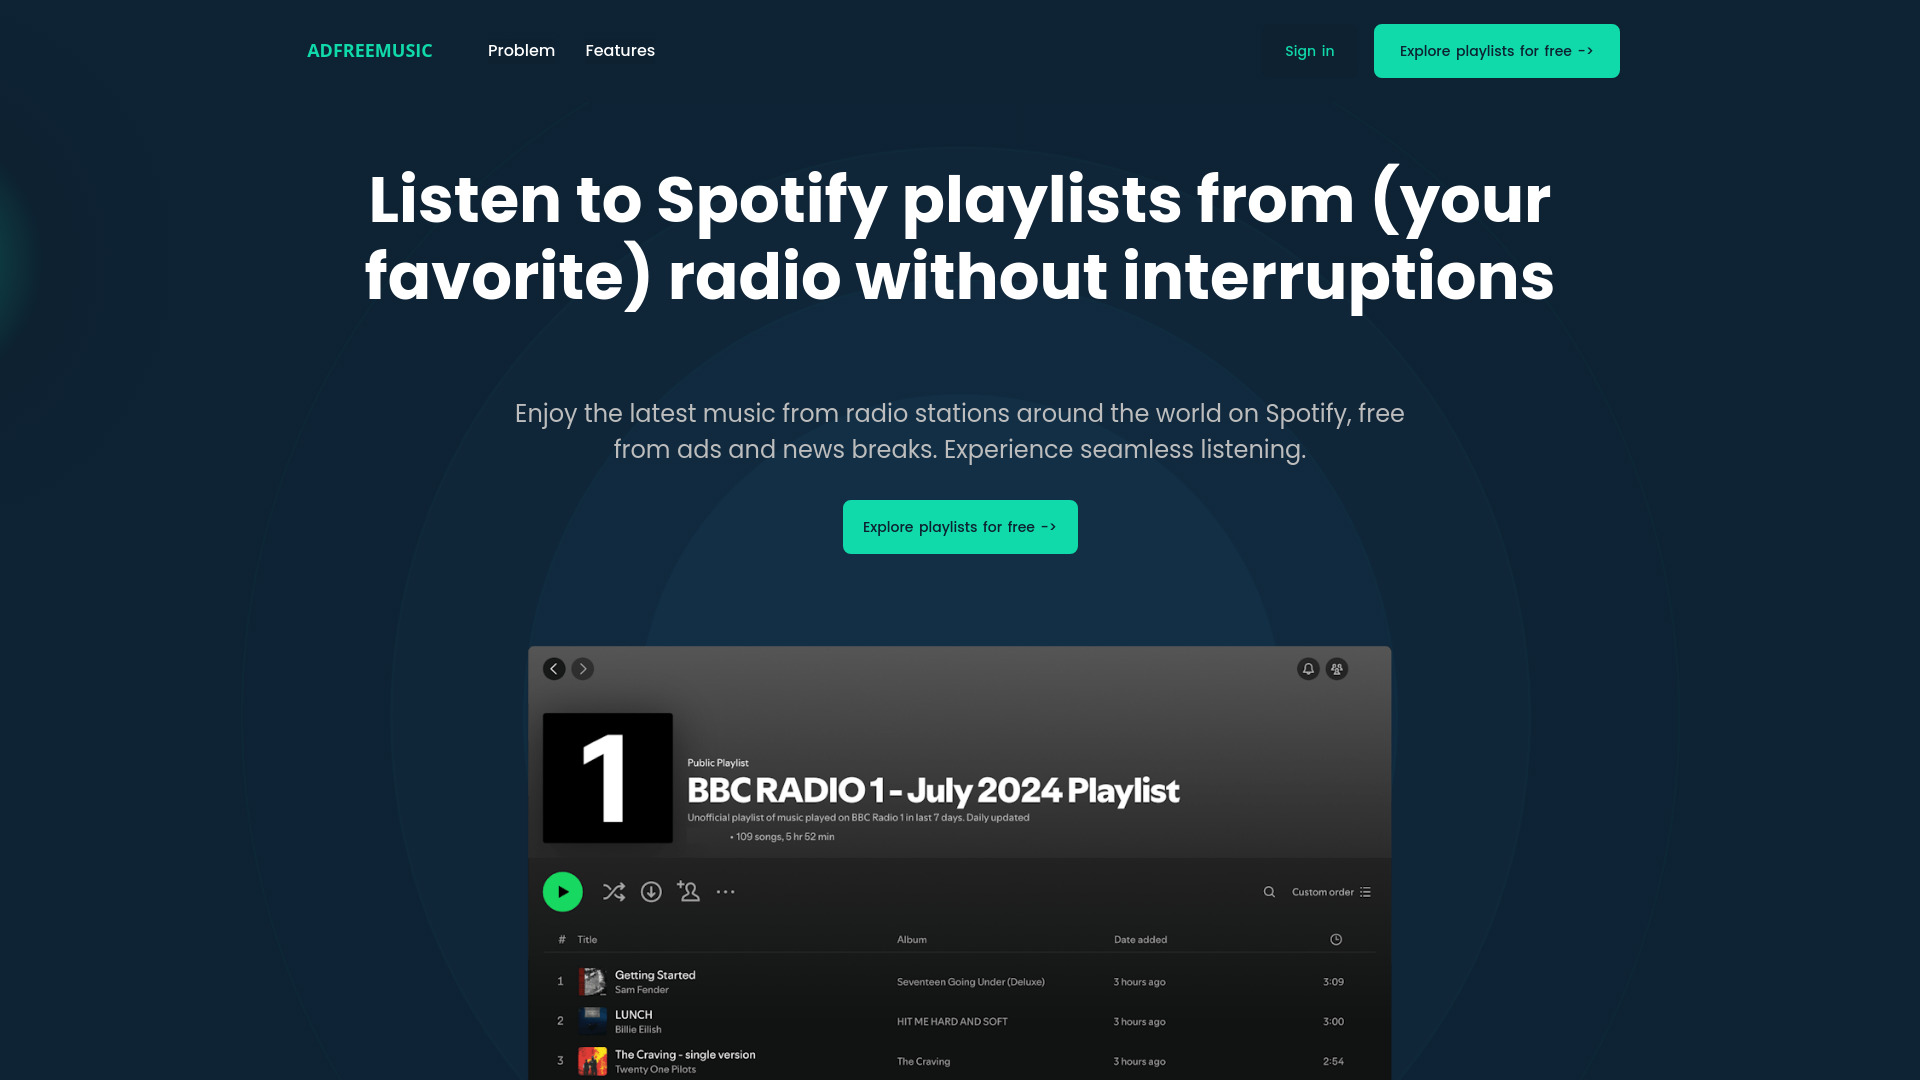 ADFREEMUSIC
Problem
Features
Sign in
Explore playlists for free ->
Listen to Spotify playlists from (your
favorite) radio without interruptions
Enjoy the latest music from radio stations around the world on Spotify, free
from ads and news breaks. Experience seamless listening.
Explore playlists for free ->
1
Public Playlist
BBC RADIO 1 - July 2024 Playlist
Unofficial playlist of music played on BBC Radio 1 in last 7 days. Daily updated
• 109 songs, 5 hr 52 min
Custom order
# Title Album Date added
1 Getting Started Seventeen Going Under (Deluxe) 3 hours ago 3:09
Sam Fender
2 LUNCH HIT ME HARD AND SOFT 3 hours ago 3:00
Billie Eilish
3 The Craving - single version The Craving 3 hours ago 2:54
Twenty One Pilots